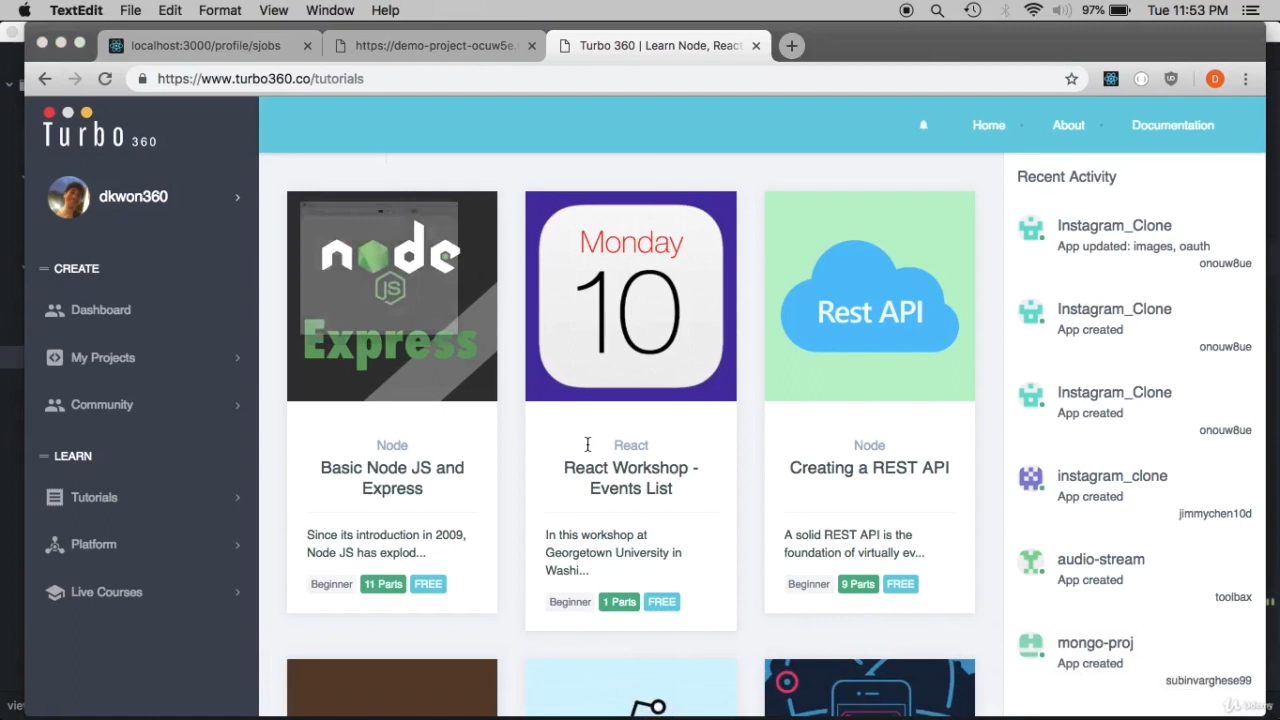 TextEdit File Edit Format View Window Help 97% Tue 11:53 PM
localhost:3000/profile/sjobs
https://demo-project-ocuw5e.
Turbo 360 | Learn Node, React
https://www.turbo360.co/tutorials
Turbo 360
Home About Documentation
dkwon360
CREATE
Dashboard
My Projects
Community
LEARN
Tutorials
Platform
Live Courses
node
JS
Express
Node
Basic Node JS and
Express
Since its introduction in 2009,
Node JS has explod...
Beginner 11 Parts FREE
Monday
10
React
React Workshop -
Events List
In this workshop at
Georgetown University in
Washi...
Beginner 1 Parts FREE
Rest API
Node
Creating a REST API
A solid REST API is the
foundation of virtually ev...
Beginner 9 Parts FREE
Recent Activity
Instagram_Clone
App updated: images, oauth
onouw8ue
Instagram_Clone
App created
onouw8ue
Instagram_Clone
App created
onouw8ue
instagram_clone
App created
jimmychen10d
audio-stream
App created
toolbax
mongo-proj
App created
subinvarghese99
D
view
Udemy